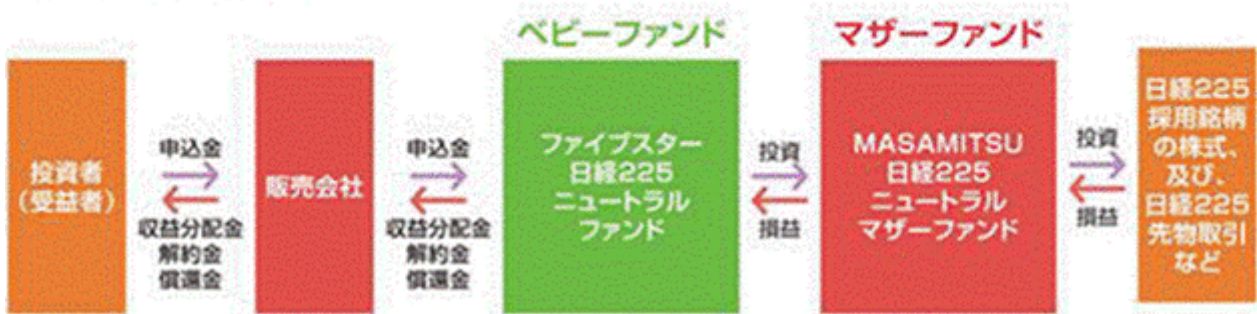 ベビーファンド
マザーファンド
投資者
(受益者)
申込金
収益分配金
解約金
償還金
販売会社
申込金
収益分配金
解約金
償還金
ファイブスター
日経225
ニュートラル
ファンド
投資
損益
MASAMITSU
日経225
ニュートラル
マザーファンド
投資
損益
日経225
採用銘柄
の株式、
及び、
日経225
先物取引
など